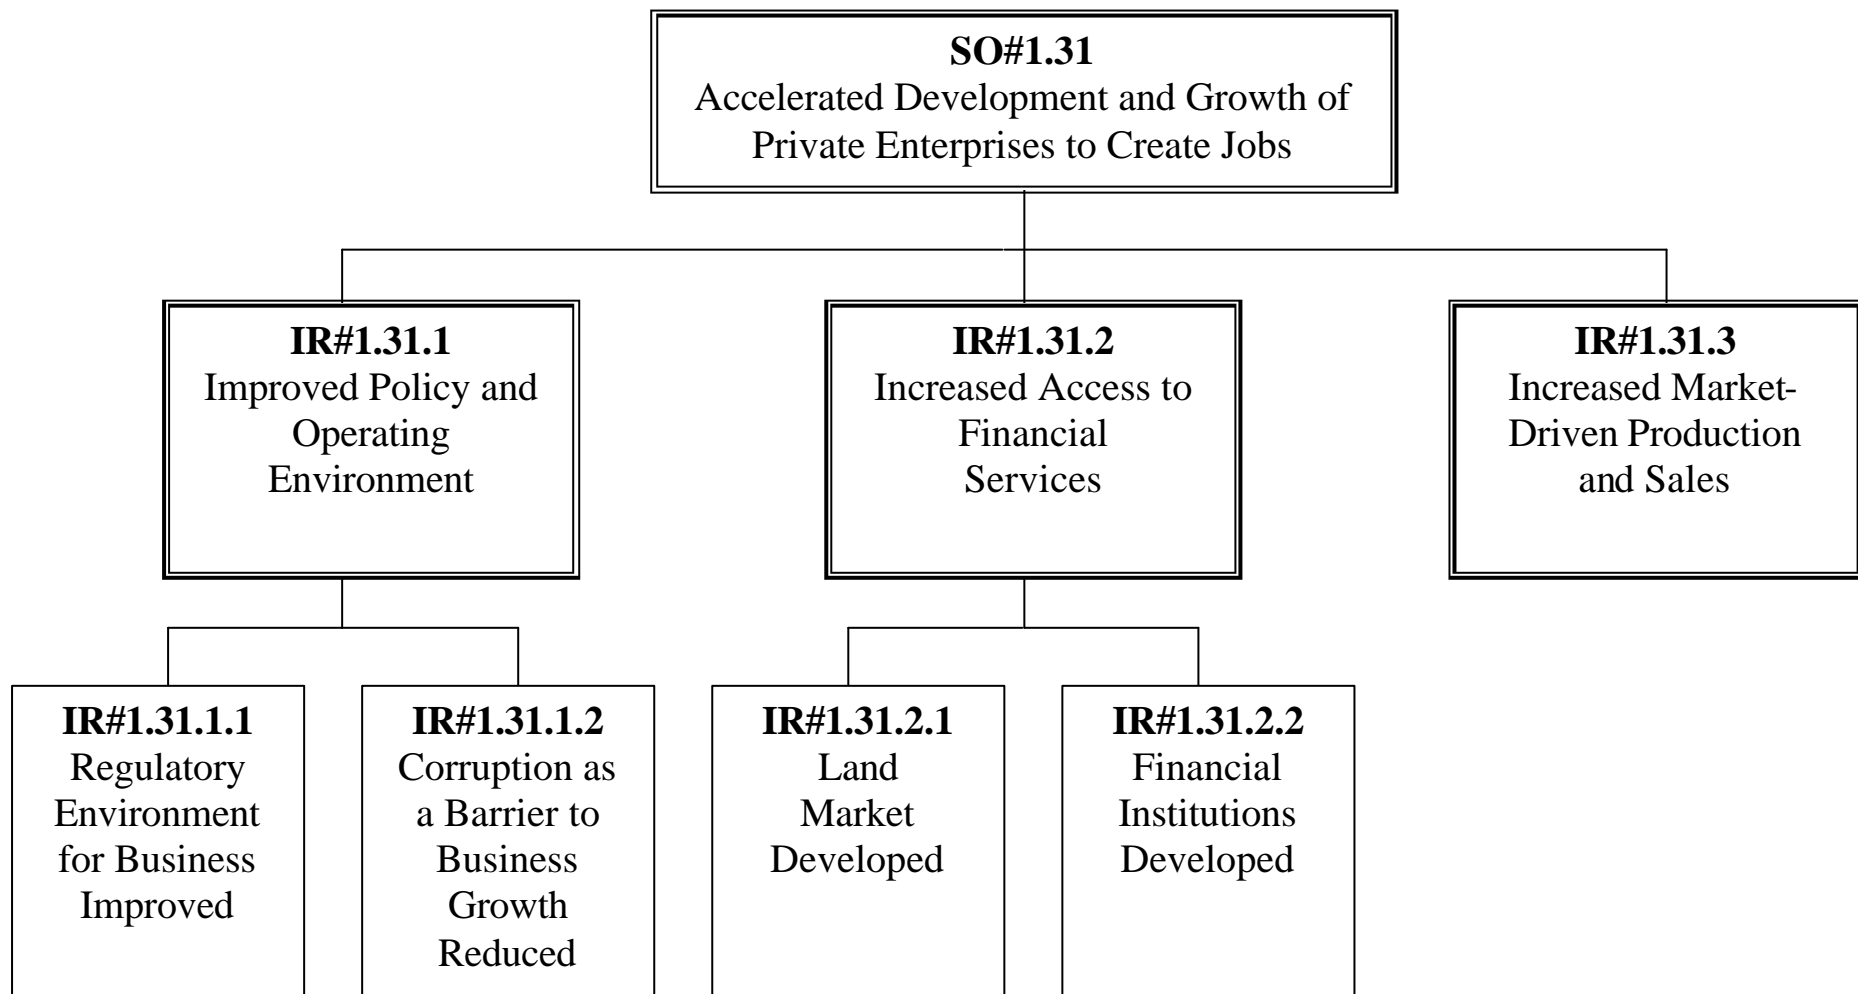 SO#1.31
Accelerated Development and Growth of
Private Enterprises to Create Jobs
IR#1.31.1
Improved Policy and
Operating
Environment
IR#1.31.2
Increased Access to
Financial
Services
IR#1.31.3
Increased Market-
Driven Production
and Sales
IR#1.31.1.1
Regulatory
Environment
for Business
Improved
IR#1.31.1.2
Corruption as
a Barrier to
Business
Growth
Reduced
IR#1.31.2.1
Land
Market
Developed
IR#1.31.2.2
Financial
Institutions
Developed